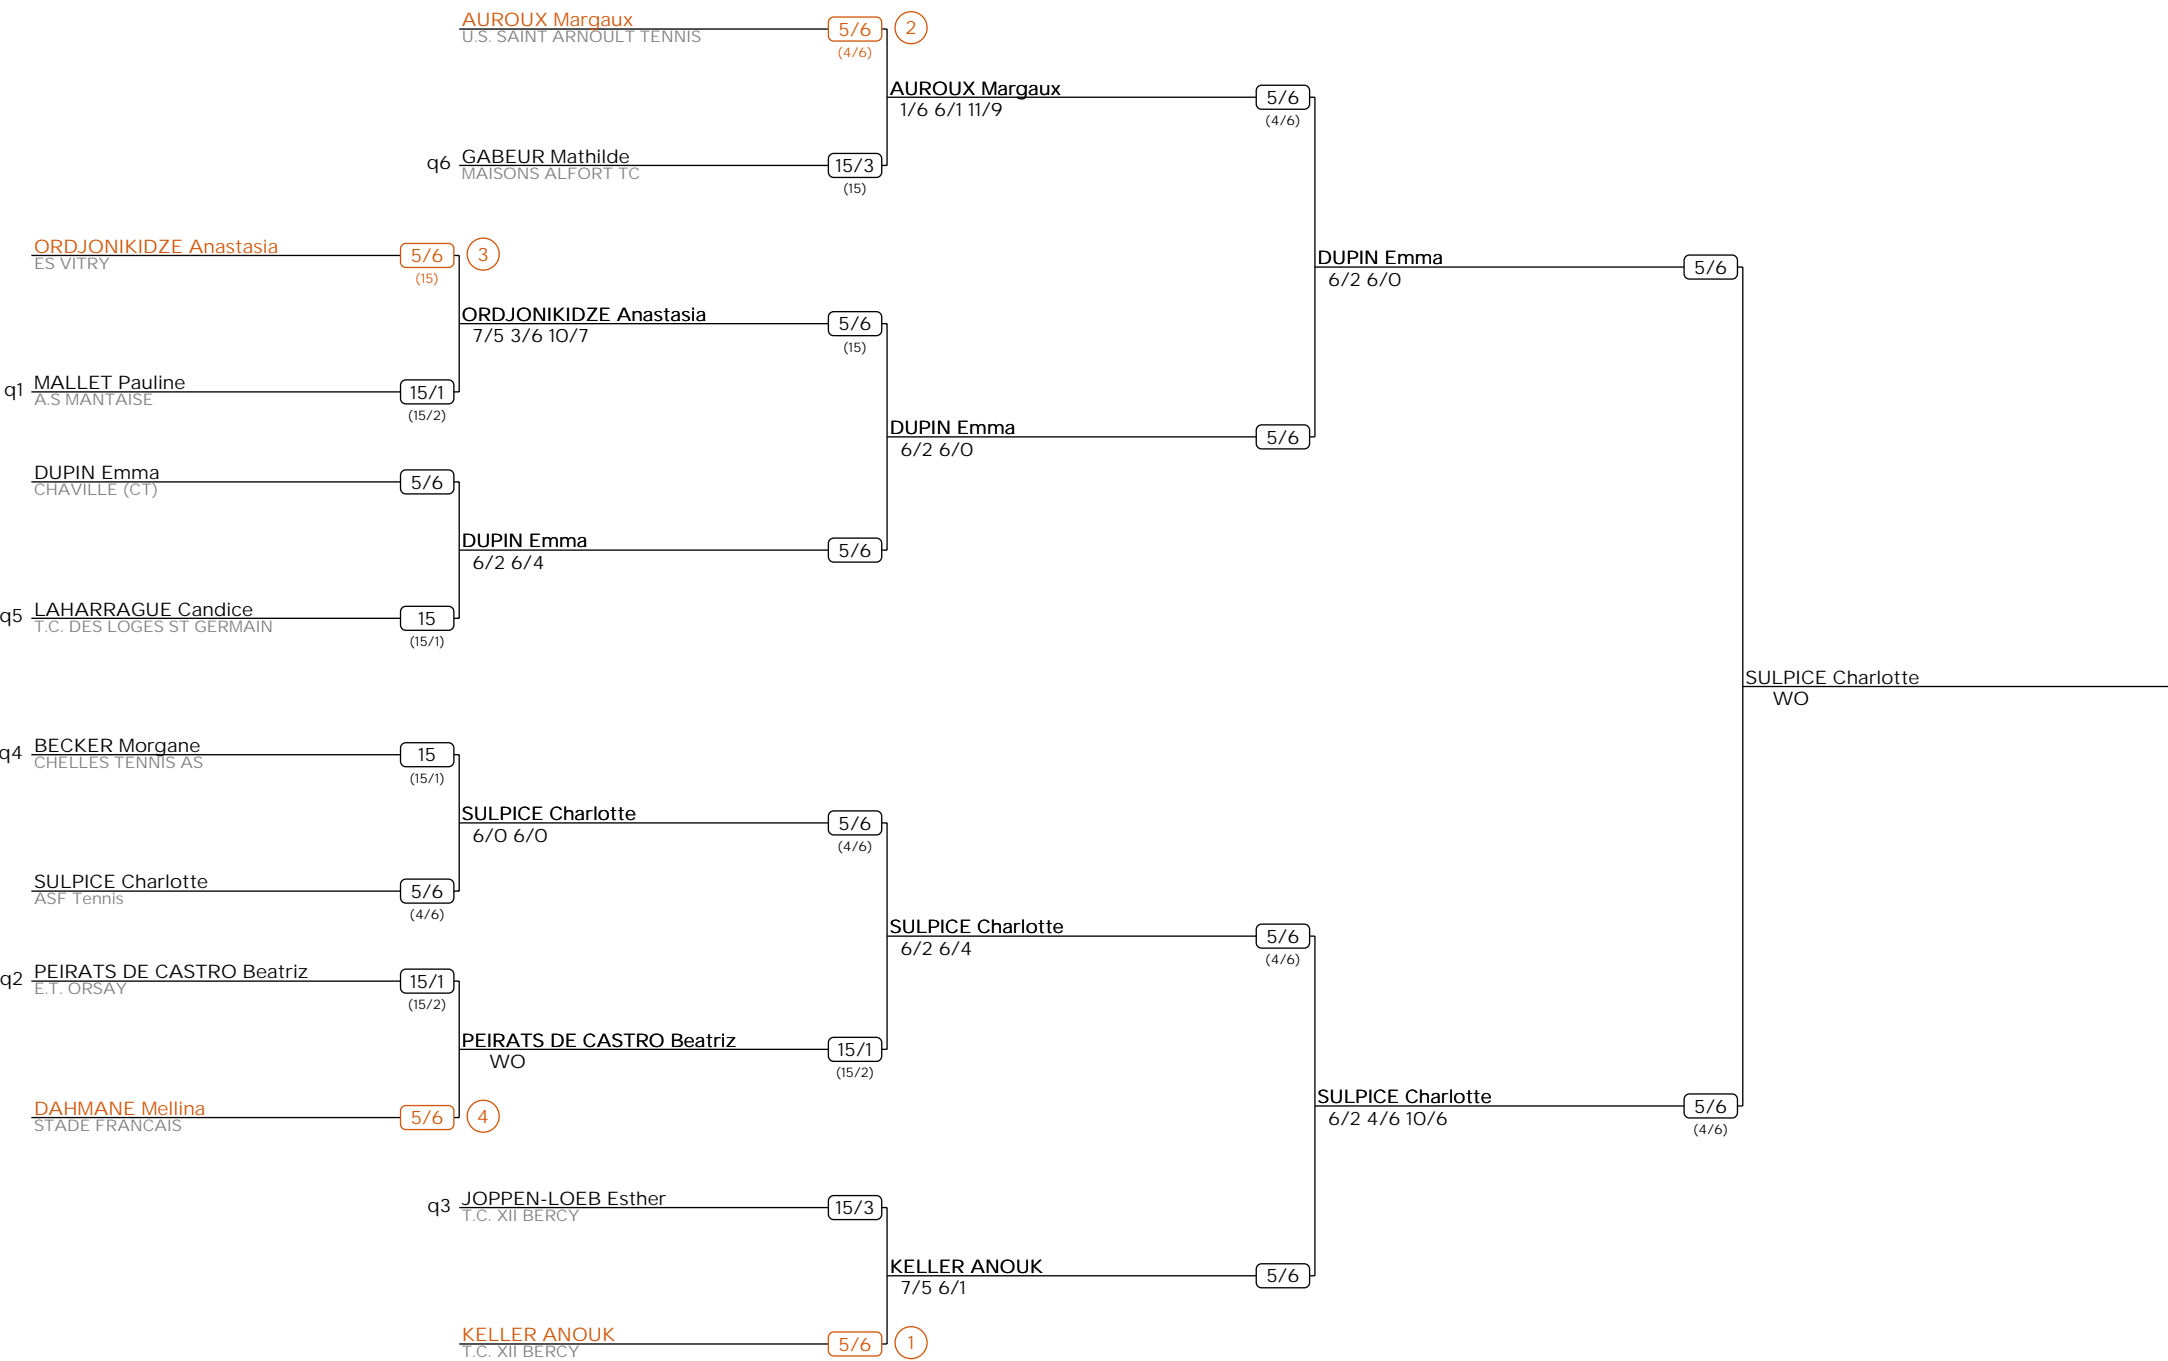 AUROUX Margaux
U.S. SAINT ARNOULT TENNIS
5/6
2
(4/6)
AUROUX Margaux
1/6 6/1 11/9
5/6
(4/6)
q6
GABEUR Mathilde
MAISONS ALFORT TC
15/3
(15)
ORDJONIKIDZE Anastasia
ES VITRY
5/6
3
(15)
DUPIN Emma
6/2 6/0
5/6
ORDJONIKIDZE Anastasia
7/5 3/6 10/7
5/6
(15)
q1
MALLET Pauline
A.S MANTAISE
15/1
(15/2)
DUPIN Emma
6/2 6/0
5/6
DUPIN Emma
CHAVILLE (CT)
5/6
DUPIN Emma
6/2 6/4
5/6
q5
LAHARRAGUE Candice
T.C. DES LOGES ST GERMAIN
15
(15/1)
SULPICE Charlotte
WO
q4
BECKER Morgane
CHELLES TENNIS AS
15
(15/1)
SULPICE Charlotte
6/0 6/0
5/6
(4/6)
SULPICE Charlotte
ASF Tennis
5/6
(4/6)
SULPICE Charlotte
6/2 6/4
5/6
(4/6)
q2
PEIRATS DE CASTRO Beatriz
E.T. ORSAY
15/1
(15/2)
PEIRATS DE CASTRO Beatriz
WO
15/1
(15/2)
DAHMANE Mellina
STADE FRANCAIS
5/6
4
SULPICE Charlotte
6/2 4/6 10/6
5/6
(4/6)
q3
JOPPEN-LOEB Esther
T.C. XII BERCY
15/3
KELLER ANOUK
7/5 6/1
5/6
KELLER ANOUK
T.C. XII BERCY
5/6
1